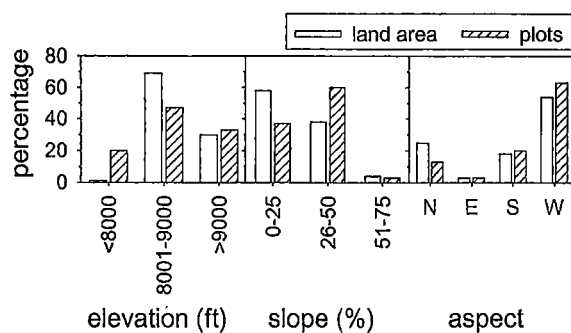 land area plots
percentage
80
60
40
20
0
<8000
8001-9000
>9000
0-25
26-50
51-75
N E S W
elevation (ft) slope (%) aspect